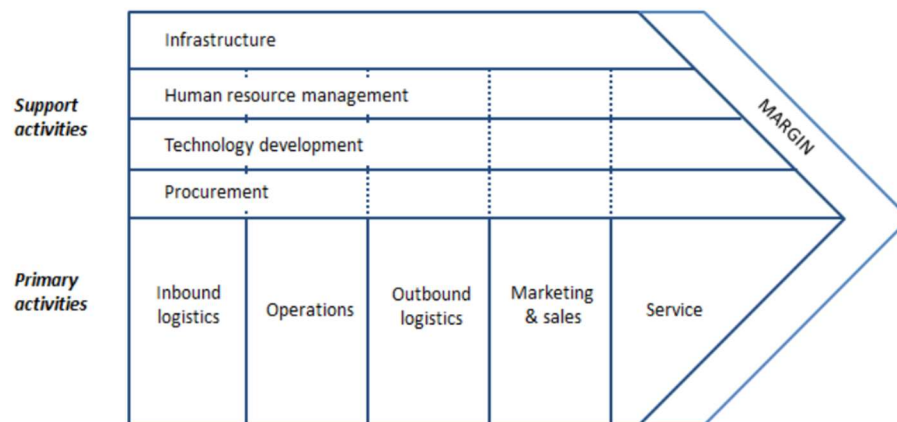 Infrastructure
Human resource management
Technology development
Procurement
Support
activities
MARGIN
Primary
activities
Inbound
logistics
Operations
Outbound
logistics
Marketing
& sales
Service